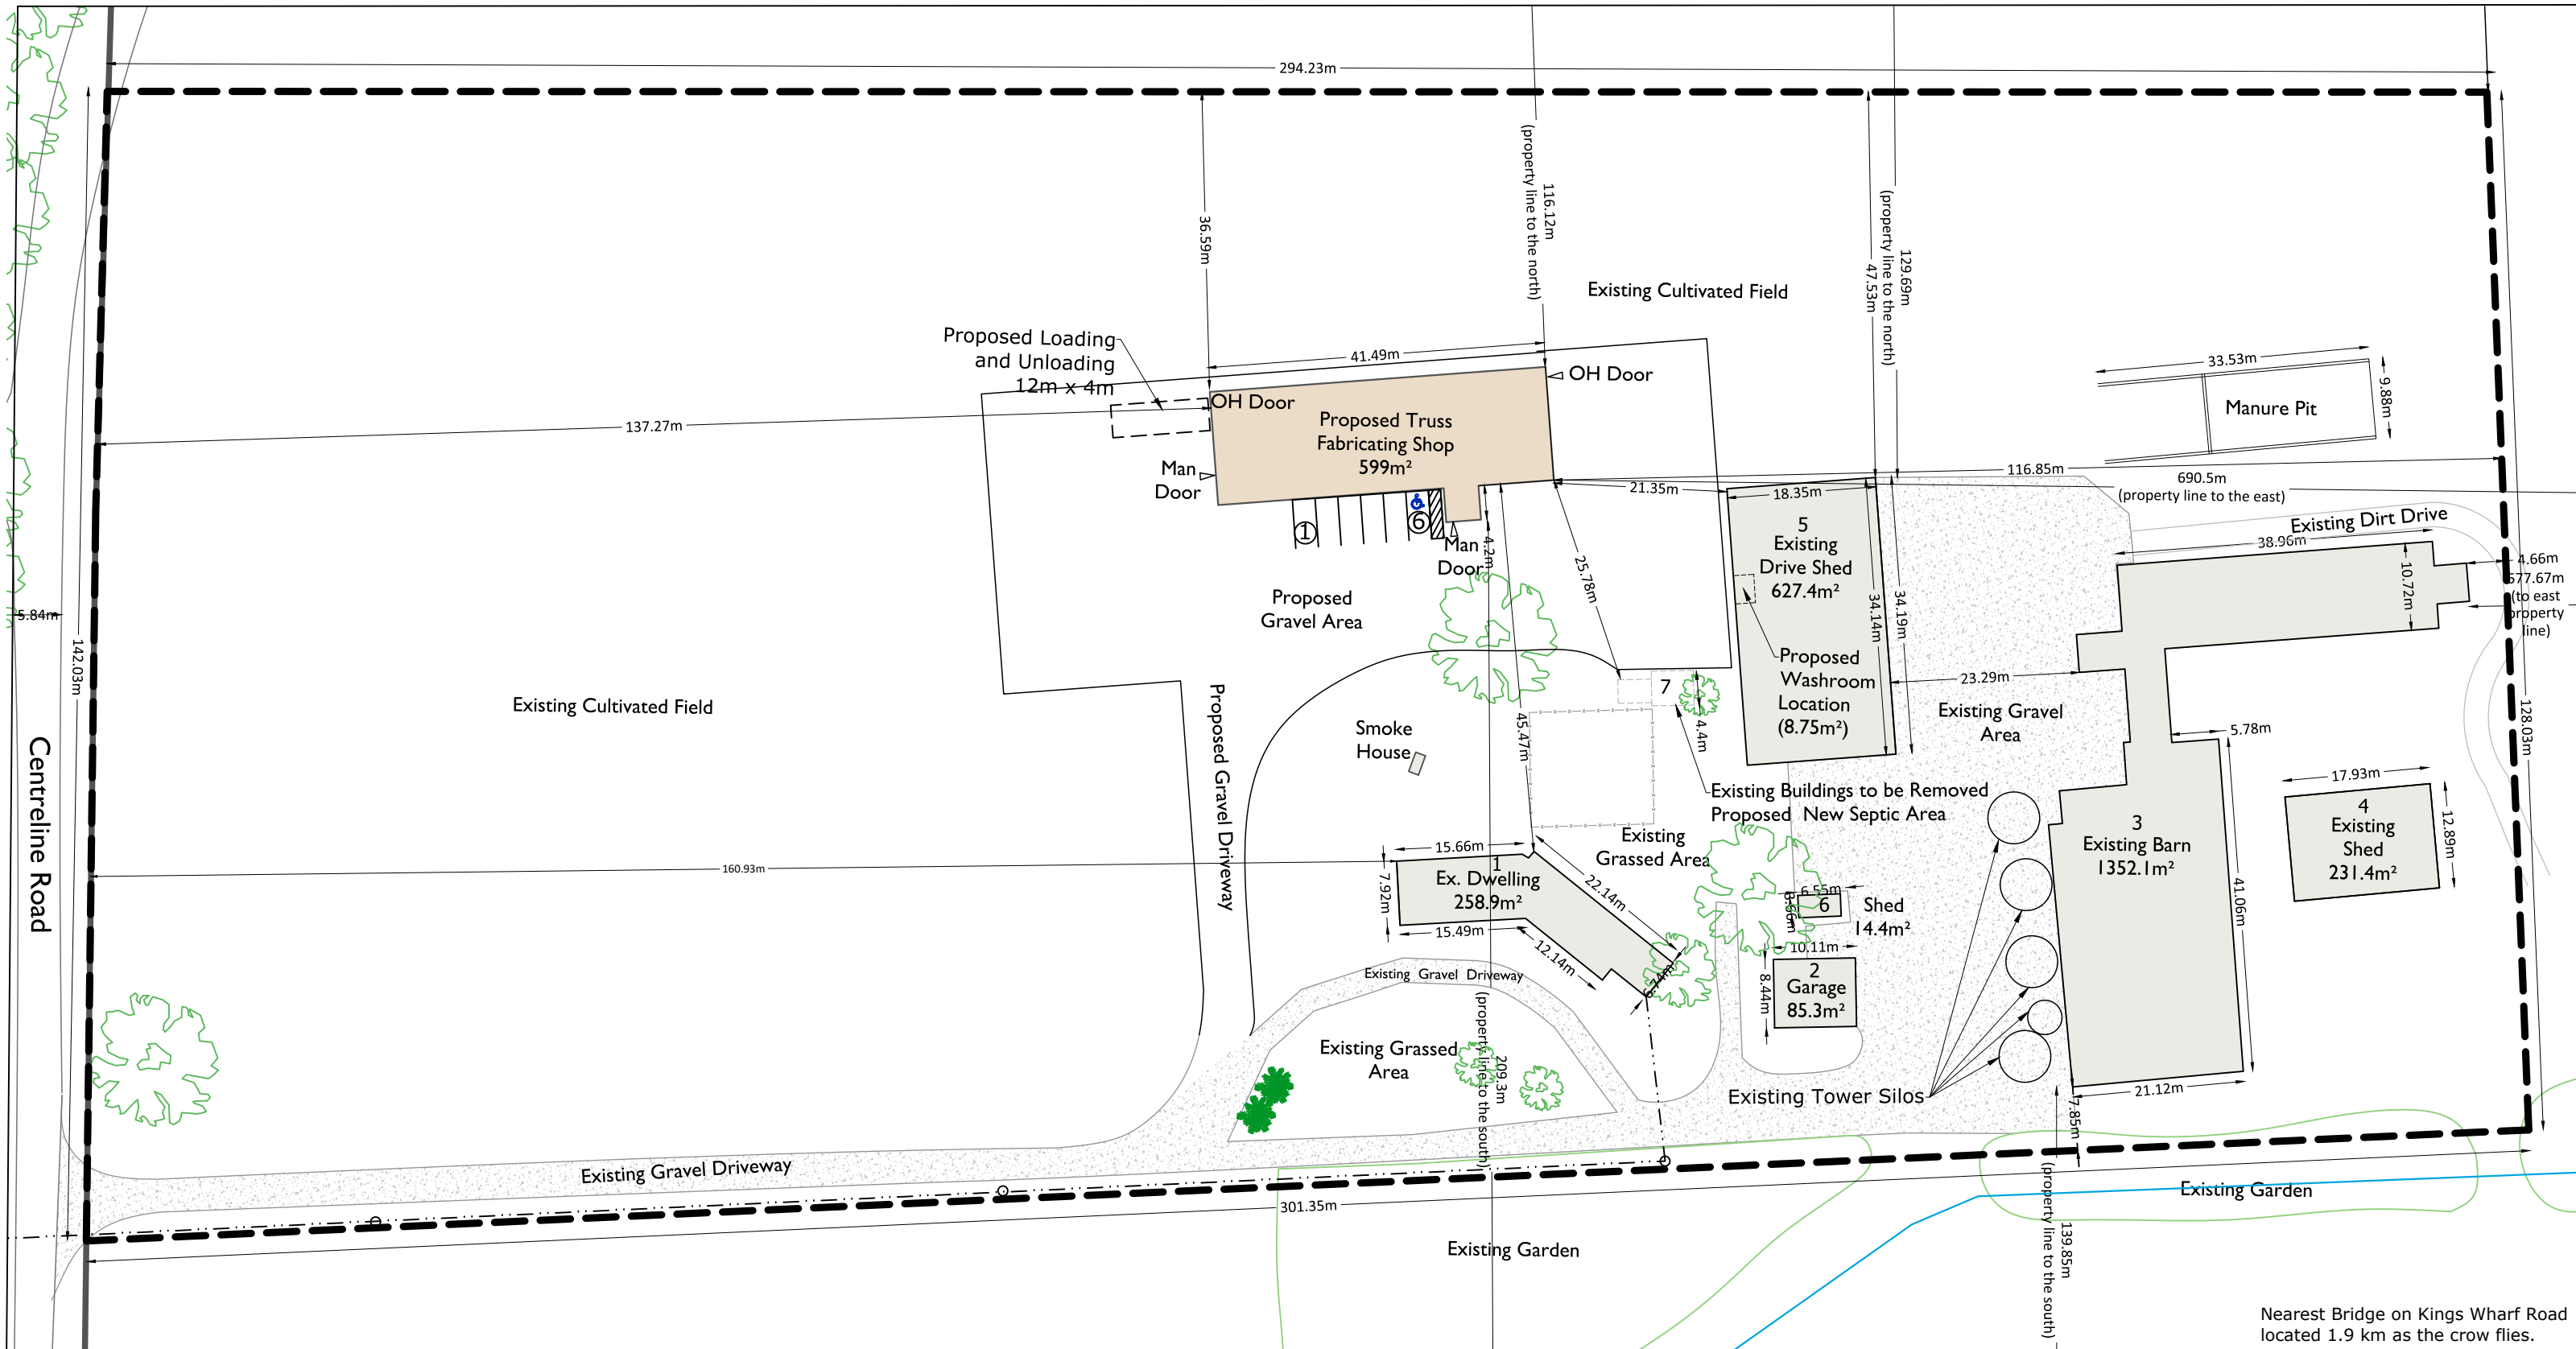 294.23m
36.59m
116.12m
(property line to the north)
47.53m
129.69m
(property line to the north)
Existing Cultivated Field
Proposed Loading
and Unloading
12m x 4m
41.49m
OH Door
OH Door
Proposed Truss
Fabricating Shop
599m²
137.27m
Man
Door
1
6
Man
Door
4.2m
33.53m
9.88m
Manure Pit
116.85m
690.5m
(property line to the east)
21.35m
18.35m
25.78m
5
Existing
Drive Shed
627.4m²
34.14m
34.19m
Proposed
Washroom
Location
(8.75m²)
Existing Dirt Drive
38.96m
10.72m
4.66m
577.67m
(to east
property
line)
5.84m
142.03m
Proposed
Gravel Area
Existing Cultivated Field
Centreline Road
Proposed Gravel Driveway
Smoke
House
45.47m
7
4.4m
23.29m
Existing Gravel
Area
5.78m
128.03m
Existing Buildings to be Removed
Proposed New Septic Area
Existing
Grassed Area
17.93m
12.89m
4
Existing
Shed
231.4m²
3
Existing Barn
1352.1m²
41.06m
160.93m
15.66m
7.92m
1
Ex. Dwelling
258.9m²
22.14m
15.49m
12.14m
6.74m
6.55m
3.66m
6
Shed
14.4m²
10.11m
8.44m
2
Garage
85.3m²
Existing Gravel Driveway
Existing Grassed
Area
209.33m
(property line to the south)
Existing Tower Silos
21.12m
7.85m
Existing Gravel Driveway
301.35m
Existing Garden
Existing Garden
139.85m
(property line to the south)
Nearest Bridge on Kings Wharf Road
located 1.9 km as the crow flies.